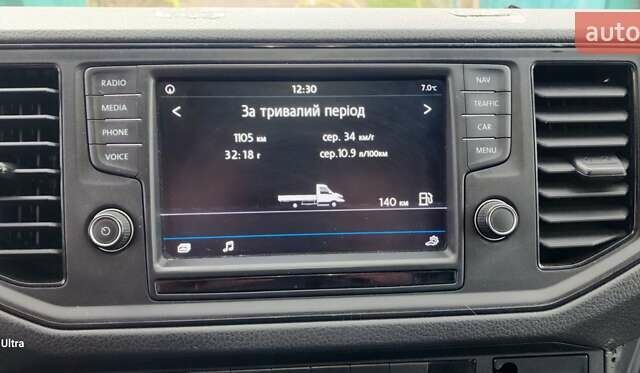 auto
RADIO
MEDIA
PHONE
VOICE
12:30
7.0°C
< За тривалий період >
1105 км сер. 34 км/г
32:18 г сер.10.9 л/100км
140 км
NAV
TRAFFIC
CAR
MENU
Ultra